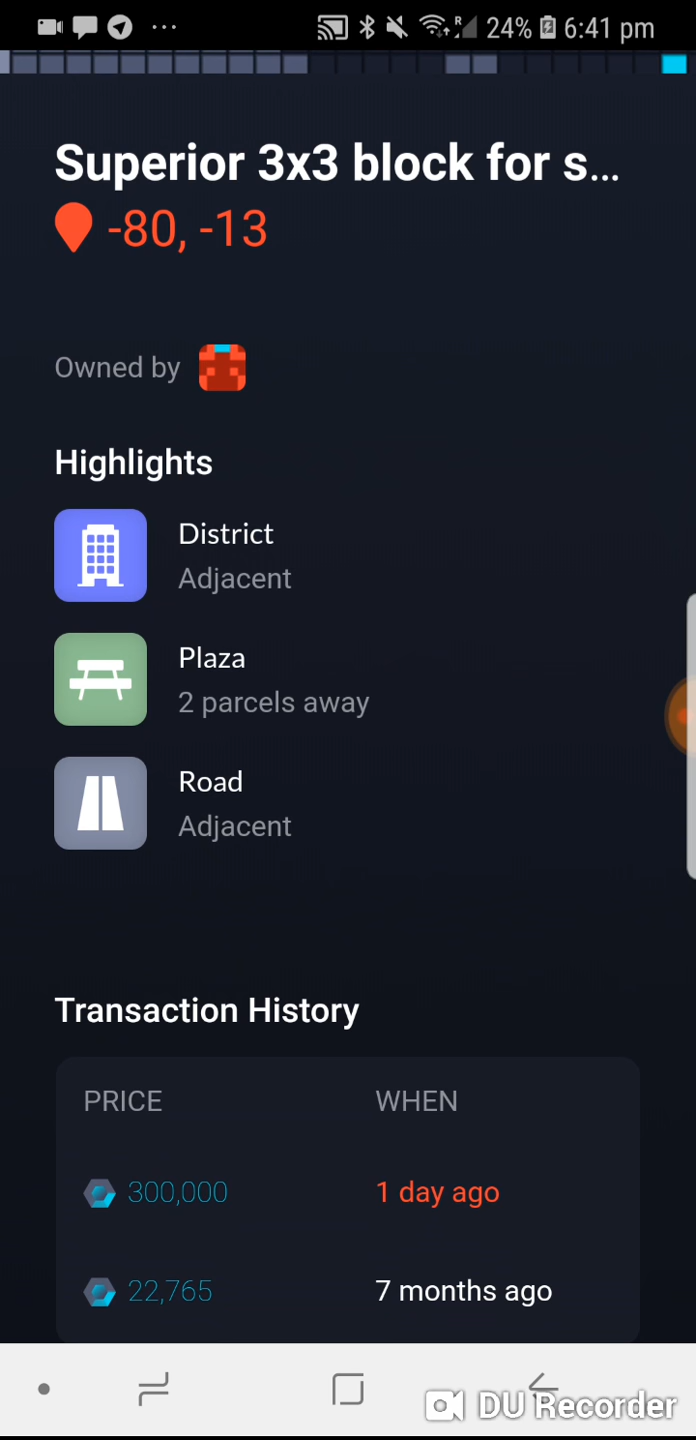 24% 6:41 pm
Superior 3x3 block for s...
-80, -13
Owned by
Highlights
District
Adjacent
Plaza
2 parcels away
Road
Adjacent
Transaction History
PRICE WHEN
300,000 1 day ago
22,765 7 months ago
DU Recorder